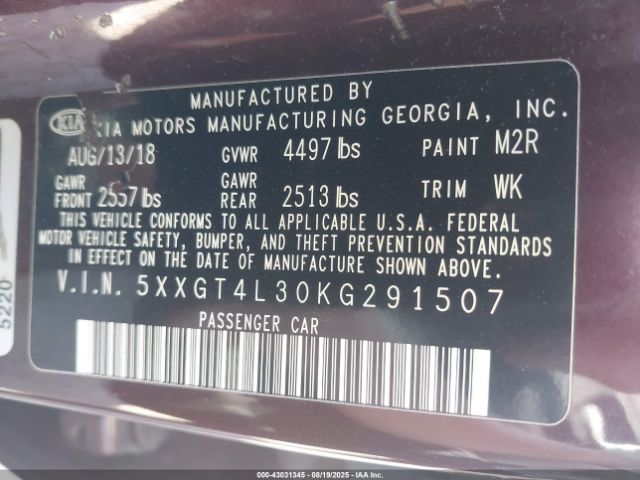 MANUFACTURED BY
KIA KIA MOTORS MANUFACTURING GEORGIA, INC.
AUG/13/18 GVWR 4497 lbs PAINT M2R
GAWR FRONT 2557 lbs GAWR REAR 2513 lbs TRIM WK
THIS VEHICLE CONFORMS TO ALL APPLICABLE U.S.A. FEDERAL
MOTOR VEHICLE SAFETY, BUMPER, AND THEFT PREVENTION STANDARDS
IN EFFECT ON THE DATE OF MANUFACTURE SHOWN ABOVE.
V.I.N. 5XXGT4L30KG291507
PASSENGER CAR
5220
000-43031345 - 08/19/2025 - IAA Inc.